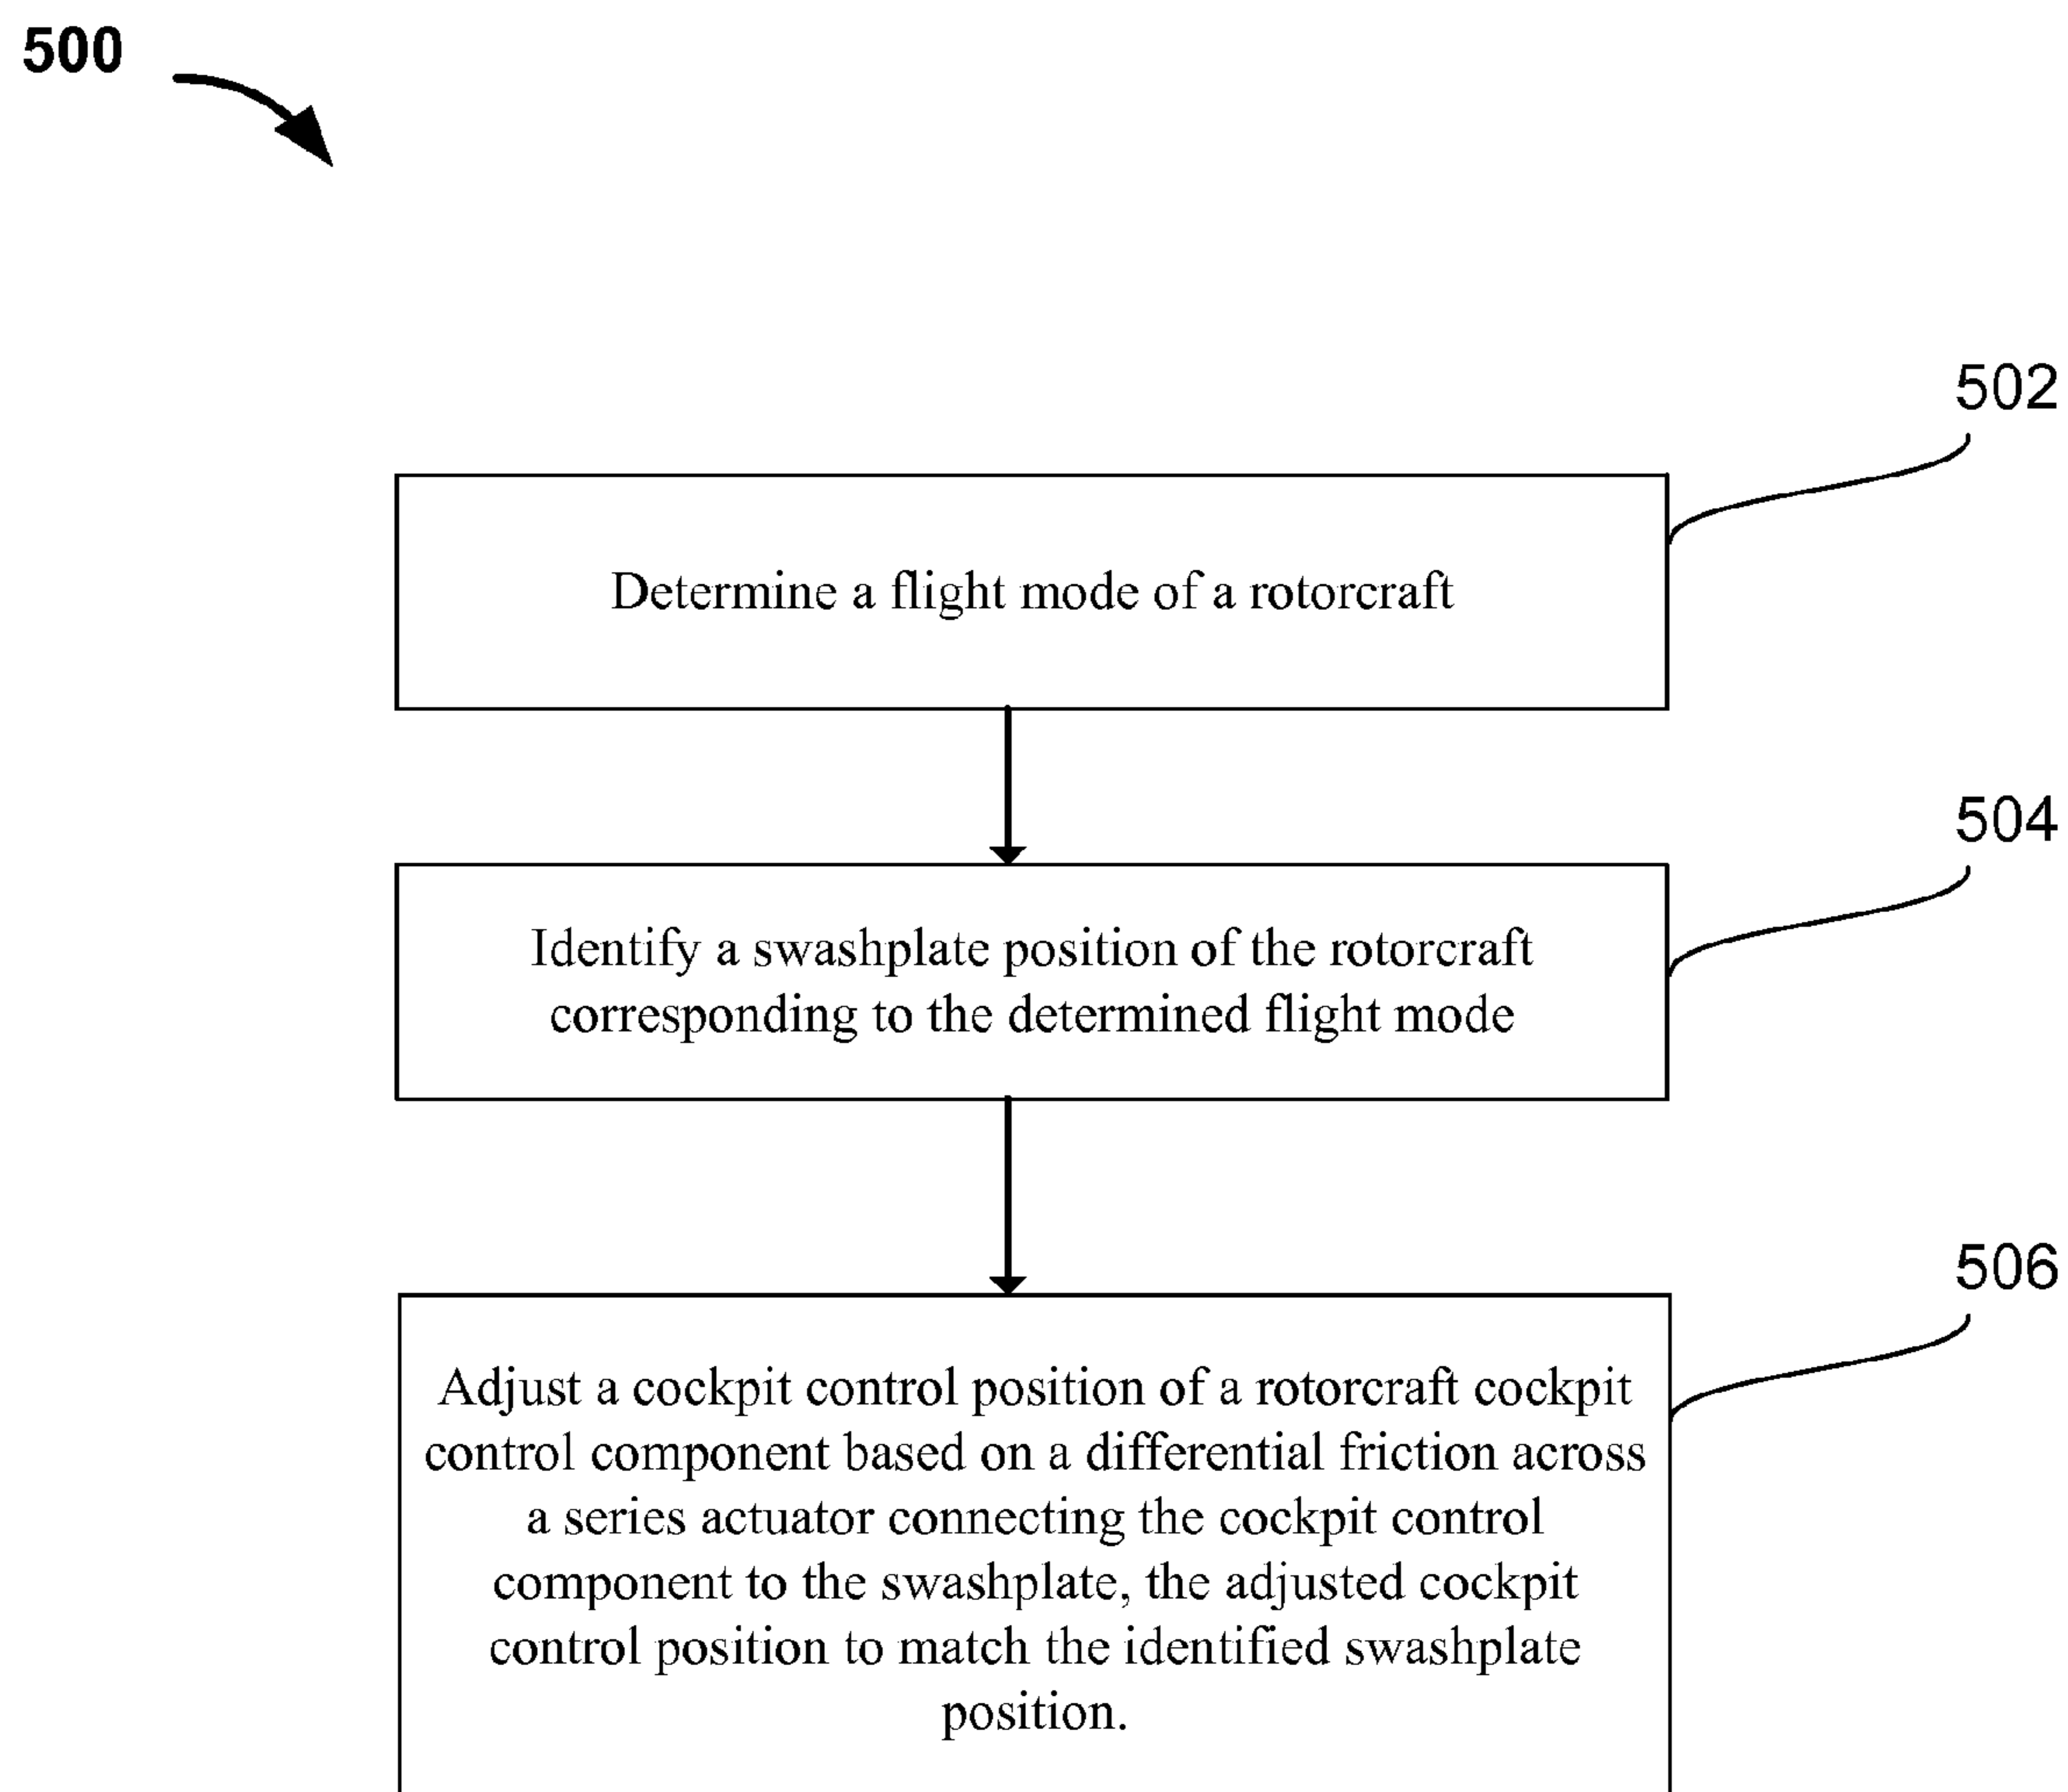 500
502
Determine a flight mode of a rotorcraft
504
Identify a swashplate position of the rotorcraft
corresponding to the determined flight mode
506
Adjust a cockpit control position of a rotorcraft cockpit
control component based on a differential friction across
a series actuator connecting the cockpit control
component to the swashplate, the adjusted cockpit
control position to match the identified swashplate
position.